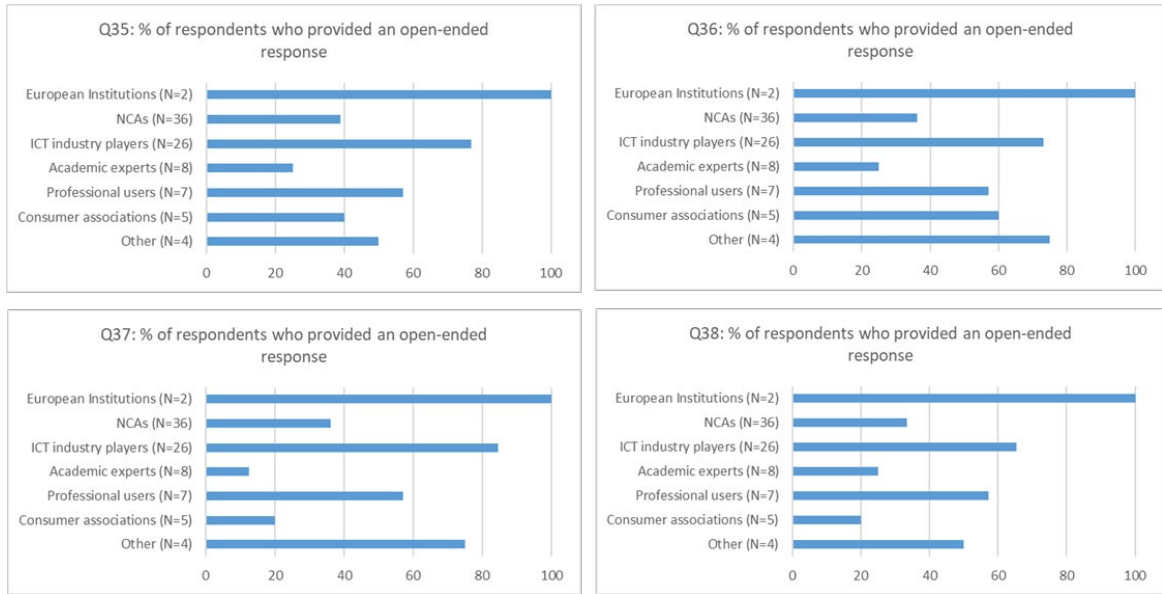 Q35: % of respondents who provided an open-ended
response
European Institutions (N=2)
NCAs (N=36)
ICT industry players (N=26)
Academic experts (N=8)
Professional users (N=7)
Consumer associations (N=5)
Other (N=4)
0 20 40 60 80 100
Q36: % of respondents who provided an open-ended
response
European Institutions (N=2)
NCAs (N=36)
ICT industry players (N=26)
Academic experts (N=8)
Professional users (N=7)
Consumer associations (N=5)
Other (N=4)
0 20 40 60 80 100
Q37: % of respondents who provided an open-ended
response
European Institutions (N=2)
NCAs (N=36)
ICT industry players (N=26)
Academic experts (N=8)
Professional users (N=7)
Consumer associations (N=5)
Other (N=4)
0 20 40 60 80 100
Q38: % of respondents who provided an open-ended
response
European Institutions (N=2)
NCAs (N=36)
ICT industry players (N=26)
Academic experts (N=8)
Professional users (N=7)
Consumer associations (N=5)
Other (N=4)
0 20 40 60 80 100